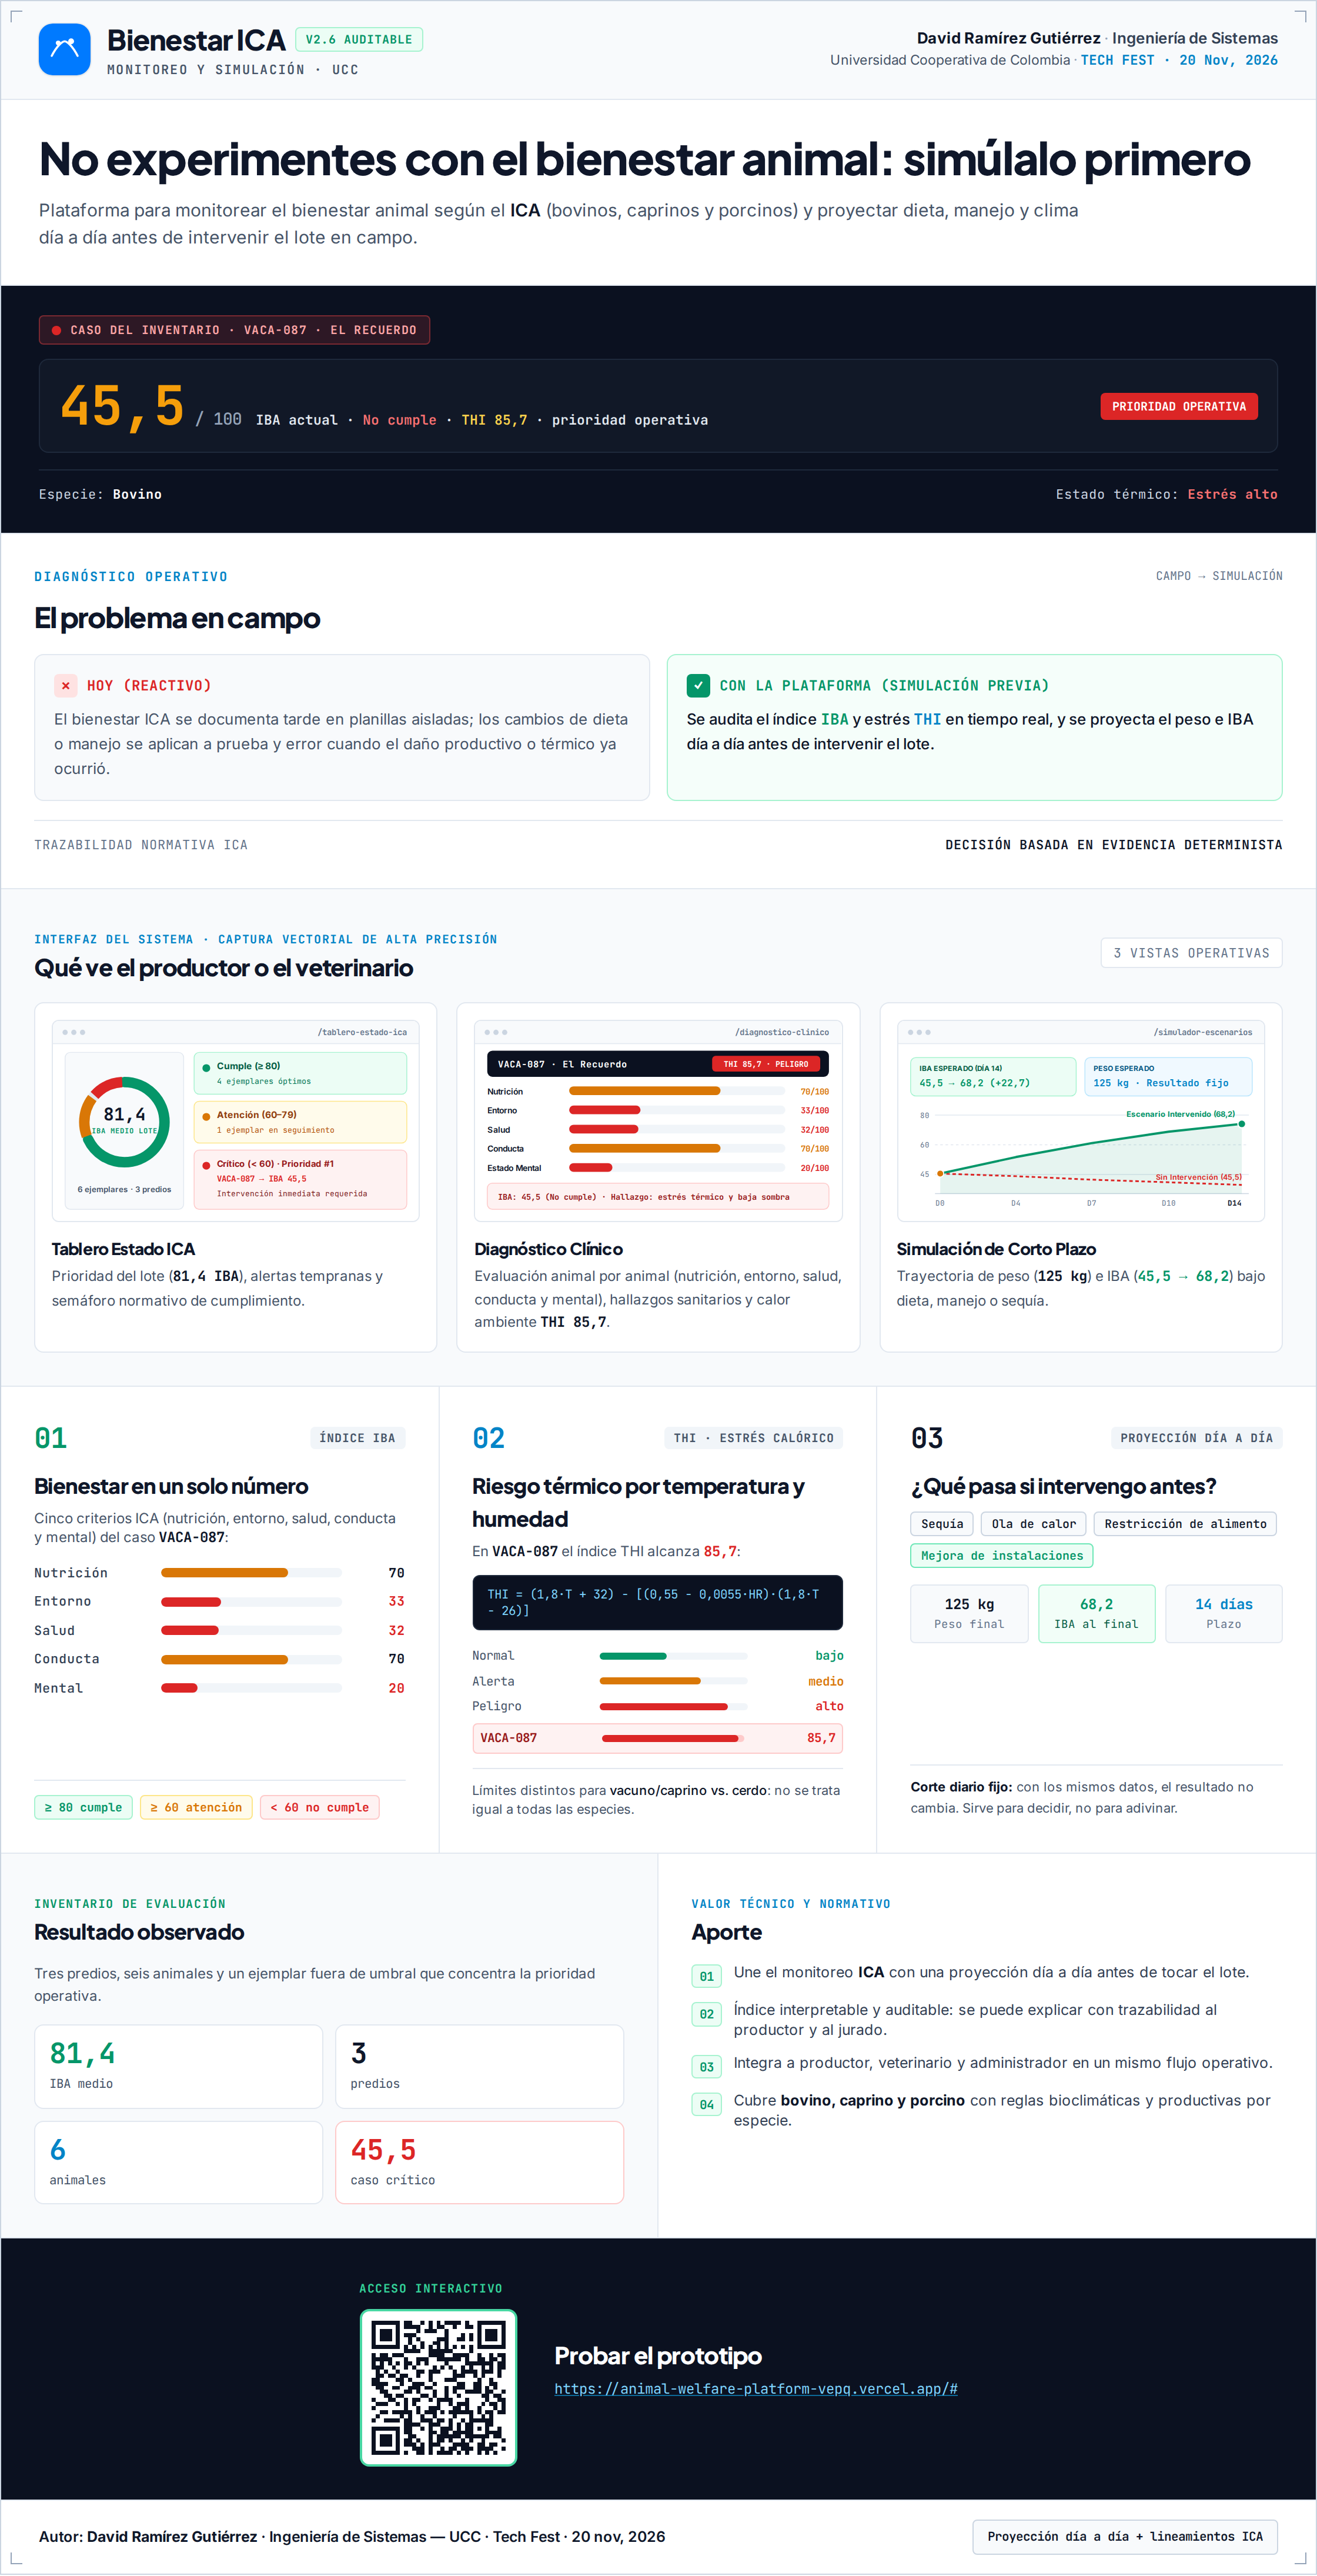 Bienestar ICA
V2.6 AUDITABLE
MONITOREO Y SIMULACIÓN · UCC
David Ramírez Gutiérrez · Ingeniería de Sistemas
Universidad Cooperativa de Colombia · TECH FEST · 20 Nov, 2026
No experimentes con el bienestar animal: simúlalo primero
Plataforma para monitorear el bienestar animal según el ICA (bovinos, caprinos y porcinos) y proyectar dieta, manejo y clima
día a día antes de intervenir el lote en campo.
CASO DEL INVENTARIO · VACA-087 · EL RECUERDO
45,5 / 100 IBA actual · No cumple · THI 85,7 · prioridad operativa
PRIORIDAD OPERATIVA
Especie: Bovino
Estado térmico: Estrés alto
DIAGNÓSTICO OPERATIVO
CAMPO → SIMULACIÓN
El problema en campo
HOY (REACTIVO)
El bienestar ICA se documenta tarde en planillas aisladas; los cambios de dieta
o manejo se aplican a prueba y error cuando el daño productivo o térmico ya
ocurrió.
CON LA PLATAFORMA (SIMULACIÓN PREVIA)
Se audita el índice IBA y estrés THI en tiempo real, y se proyecta el peso e IBA
día a día antes de intervenir el lote.
TRAZABILIDAD NORMATIVA ICA
DECISIÓN BASADA EN EVIDENCIA DETERMINISTA
INTERFAZ DEL SISTEMA · CAPTURA VECTORIAL DE ALTA PRECISIÓN
Qué ve el productor o el veterinario
3 VISTAS OPERATIVAS
/tablero-estado-ica
81,4
IBA MEDIO LOTE
6 ejemplares · 3 predios
Cumple (≥ 80)
4 ejemplares óptimos
Atención (60–79)
1 ejemplar en seguimiento
Crítico (< 60) · Prioridad #1
VACA-087 → IBA 45,5
Intervención inmediata requerida
Tablero Estado ICA
Prioridad del lote (81,4 IBA), alertas tempranas y
semáforo normativo de cumplimiento.
/diagnostico-clinico
VACA-087 · El Recuerdo
THI 85,7 · PELIGRO
Nutrición 70/100
Entorno 33/100
Salud 32/100
Conducta 70/100
Estado Mental 20/100
IBA: 45,5 (No cumple) · Hallazgo: estrés térmico y baja sombra
Diagnóstico Clínico
Evaluación animal por animal (nutrición, entorno, salud,
conducta y mental), hallazgos sanitarios y calor
ambiente THI 85,7.
/simulador-escenarios
IBA ESPERADO (DÍA 14)
45,5 → 68,2 (+22,7)
PESO ESPERADO
125 kg · Resultado fijo
80
60
45
Escenario Intervenido (68,2)
Sin Intervención (45,5)
D0 D4 D7 D10 D14
Simulación de Corto Plazo
Trayectoria de peso (125 kg) e IBA (45,5 → 68,2) bajo
dieta, manejo o sequía.
01
ÍNDICE IBA
Bienestar en un solo número
Cinco criterios ICA (nutrición, entorno, salud, conducta
y mental) del caso VACA-087:
Nutrición 70
Entorno 33
Salud 32
Conducta 70
Mental 20
≥ 80 cumple
≥ 60 atención
< 60 no cumple
02
THI · ESTRÉS CALÓRICO
Riesgo térmico por temperatura y
humedad
En VACA-087 el índice THI alcanza 85,7:
THI = (1,8·T + 32) - [(0,55 - 0,0055·HR)·(1,8·T
- 26)]
Normal bajo
Alerta medio
Peligro alto
VACA-087 85,7
Límites distintos para vacuno/caprino vs. cerdo: no se trata
igual a todas las especies.
03
PROYECCIÓN DÍA A DÍA
¿Qué pasa si intervengo antes?
Sequía
Ola de calor
Restricción de alimento
Mejora de instalaciones
125 kg
Peso final
68,2
IBA al final
14 días
Plazo
Corte diario fijo: con los mismos datos, el resultado no
cambia. Sirve para decidir, no para adivinar.
INVENTARIO DE EVALUACIÓN
Resultado observado
Tres predios, seis animales y un ejemplar fuera de umbral que concentra la prioridad
operativa.
81,4
IBA medio
3
predios
6
animales
45,5
caso crítico
VALOR TÉCNICO Y NORMATIVO
Aporte
01 Une el monitoreo ICA con una proyección día a día antes de tocar el lote.
02 Índice interpretable y auditable: se puede explicar con trazabilidad al
productor y al jurado.
03 Integra a productor, veterinario y administrador en un mismo flujo operativo.
04 Cubre bovino, caprino y porcino con reglas bioclimáticas y productivas por
especie.
ACCESO INTERACTIVO
Probar el prototipo
https://animal-welfare-platform-vepq.vercel.app/#
Autor: David Ramírez Gutiérrez · Ingeniería de Sistemas — UCC · Tech Fest · 20 nov, 2026
Proyección día a día + lineamientos ICA